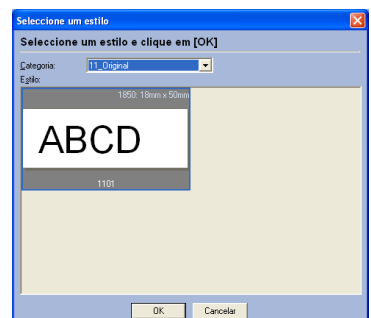 Seleccione um estilo
Seleccione um estilo e clique em [OK]
Categoria: 11_Original
Estilo:
1850: 18mm x 50mm
ABCD
1101
OK Cancelar